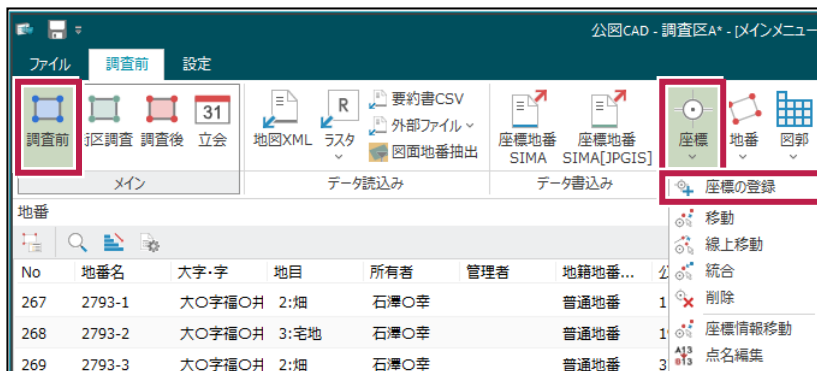 公図CAD - 調査区A* - [メインメニュー
ファイル 調査前 設定
調査前 街区調査 調査後 31 立会 地図XML R ラスタ 要約書CSV 座標地番 SIMA 座標地番 SIMA[JPGIS] 座標 地番 図郭
外部ファイル
図面地番抽出
メイン データ読込み データ書込み
座標の登録
移動
線上移動
統合
削除
座標情報移動
A13 013 点名編集
地番
No 地番名 大字・字 地目 所有者 管理者 地籍地番... 公
267 2793-1 大〇字福〇井 2:畑 石澤〇幸 普通地番 1
268 2793-2 大〇字福〇井 3:宅地 石澤〇幸 普通地番 1
269 2793-3 大〇字福〇井 2:畑 石澤〇幸 普通地番 3